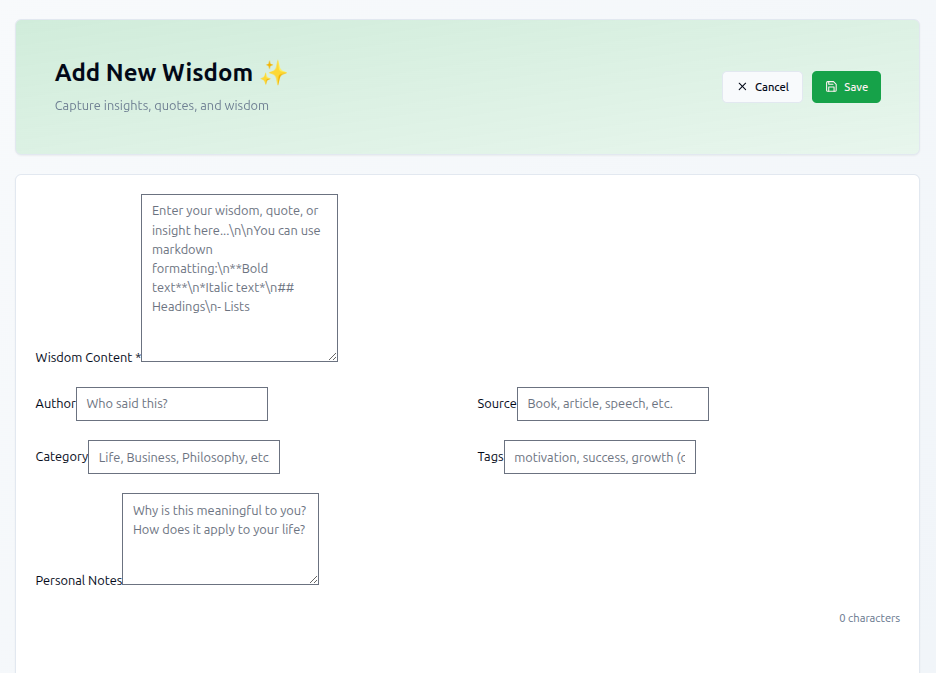 Add New Wisdom ✨
Capture insights, quotes, and wisdom
Cancel
Save
Enter your wisdom, quote, or
insight here...\n\nYou can use
markdown
formatting:\n**Bold
text**\n*Italic text*\n##
Headings\n- Lists
Wisdom Content *
Author
Who said this?
Source
Book, article, speech, etc.
Category
Life, Business, Philosophy, etc
Tags
motivation, success, growth (c
Why is this meaningful to you?
How does it apply to your life?
Personal Notes
0 characters